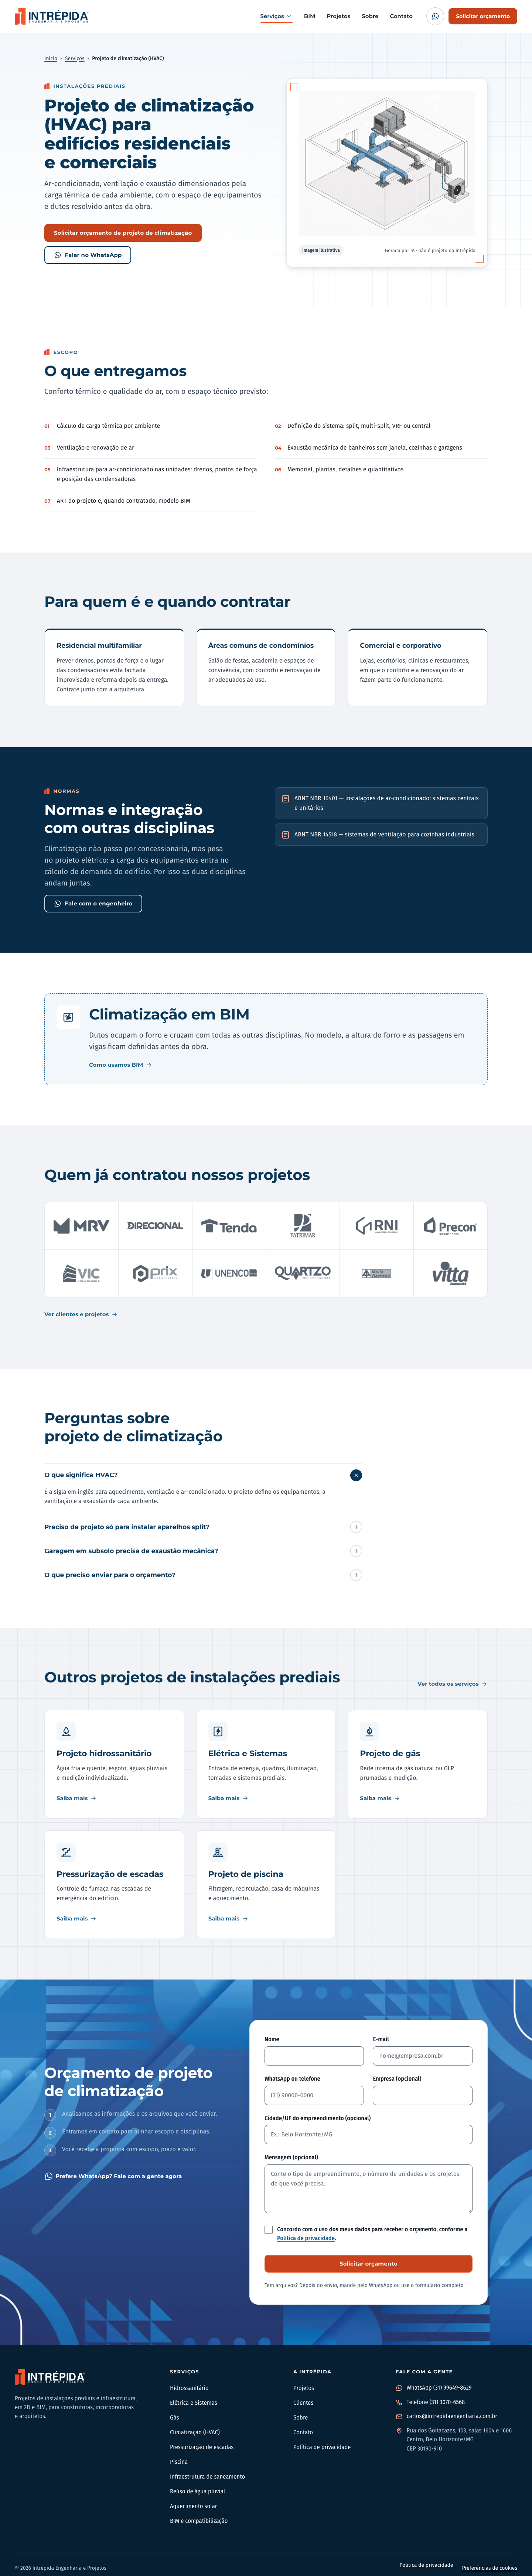 INTRÉPIDA
ENGENHARIA E PROJETOS
Serviços
BIM
Projetos
Sobre
Contato
Solicitar orçamento
Início › Serviços › Projeto de climatização (HVAC)
INSTALAÇÕES PREDIAIS
Projeto de climatização
(HVAC) para
edifícios residenciais
e comerciais
Ar-condicionado, ventilação e exaustão dimensionados pela
carga térmica de cada ambiente, com o espaço de equipamentos
e dutos resolvido antes da obra.
Solicitar orçamento de projeto de climatização
Falar no WhatsApp
Imagem ilustrativa
Gerada por IA · não é projeto da Intrépida
ESCOPO
O que entregamos
Conforto térmico e qualidade do ar, com o espaço técnico previsto:
01 Cálculo de carga térmica por ambiente
02 Definição do sistema: split, multi-split, VRF ou central
03 Ventilação e renovação de ar
04 Exaustão mecânica de banheiros sem janela, cozinhas e garagens
05 Infraestrutura para ar-condicionado nas unidades: drenos, pontos de força
e posição das condensadoras
06 Memorial, plantas, detalhes e quantitativos
07 ART do projeto e, quando contratado, modelo BIM
Para quem é e quando contratar
Residencial multifamiliar
Prever drenos, pontos de força e o lugar
das condensadoras evita fachada
improvisada e reforma depois da entrega.
Contrate junto com a arquitetura.
Áreas comuns de condomínios
Salão de festas, academia e espaços de
convivência, com conforto e renovação de
ar adequados ao uso.
Comercial e corporativo
Lojas, escritórios, clínicas e restaurantes,
em que o conforto e a renovação do ar
fazem parte do funcionamento.
NORMAS
Normas e integração
com outras disciplinas
Climatização não passa por concessionária, mas pesa
no projeto elétrico: a carga dos equipamentos entra no
cálculo de demanda do edifício. Por isso as duas disciplinas
andam juntas.
Fale com o engenheiro
ABNT NBR 16401 — instalações de ar-condicionado: sistemas centrais
e unitários
ABNT NBR 14518 — sistemas de ventilação para cozinhas industriais
Climatização em BIM
Dutos ocupam o forro e cruzam com todas as outras disciplinas. No modelo, a altura do forro e as passagens em
vigas ficam definidas antes da obra.
Como usamos BIM →
Quem já contratou nossos projetos
MRV
DIRECIONAL
Tenda
PATRIMAR
RNI
Precon
VIC
prix
UNENCO
QUARTZO
vitta
Residencial
Ver clientes e projetos →
Perguntas sobre
projeto de climatização
O que significa HVAC?
É a sigla em inglês para aquecimento, ventilação e ar-condicionado. O projeto define os equipamentos, a
ventilação e a exaustão de cada ambiente.
Preciso de projeto só para instalar aparelhos split?
Garagem em subsolo precisa de exaustão mecânica?
O que preciso enviar para o orçamento?
Outros projetos de instalações prediais
Ver todos os serviços →
Projeto hidrossanitário
Água fria e quente, esgoto, águas pluviais
e medição individualizada.
Saiba mais →
Elétrica e Sistemas
Entrada de energia, quadros, iluminação,
tomadas e sistemas prediais.
Saiba mais →
Projeto de gás
Rede interna de gás natural ou GLP,
prumadas e medição.
Saiba mais →
Pressurização de escadas
Controle de fumaça nas escadas de
emergência do edifício.
Saiba mais →
Projeto de piscina
Filtragem, recirculação, casa de máquinas
e aquecimento.
Saiba mais →
Orçamento de projeto
de climatização
1 Analisamos as informações e os arquivos que você enviar.
2 Entramos em contato para alinhar escopo e disciplinas.
3 Você recebe a proposta com escopo, prazo e valor.
Prefere WhatsApp? Fale com a gente agora
Nome
E-mail
nome@empresa.com.br
WhatsApp ou telefone
(31) 90000-0000
Empresa (opcional)
Cidade/UF do empreendimento (opcional)
Ex.: Belo Horizonte/MG
Mensagem (opcional)
Conte o tipo de empreendimento, o número de unidades e os projetos
de que você precisa.
Concordo com o uso dos meus dados para receber o orçamento, conforme a
Política de privacidade.
Solicitar orçamento
Tem arquivos? Depois do envio, mande pelo WhatsApp ou use o formulário completo.
INTRÉPIDA
ENGENHARIA E PROJETOS
Projetos de instalações prediais e infraestrutura,
em 2D e BIM, para construtoras, incorporadoras
e arquitetos.
SERVIÇOS
Hidrossanitário
Elétrica e Sistemas
Gás
Climatização (HVAC)
Pressurização de escadas
Piscina
Infraestrutura de saneamento
Reúso de água pluvial
Aquecimento solar
BIM e compatibilização
A INTRÉPIDA
Projetos
Clientes
Sobre
Contato
Política de privacidade
FALE COM A GENTE
WhatsApp (31) 99649-8629
Telefone (31) 3070-6568
carlos@intrepidaengenharia.com.br
Rua dos Goitacazes, 103, salas 1604 e 1606
Centro, Belo Horizonte/MG
CEP 30190-910
© 2026 Intrépida Engenharia e Projetos
Política de privacidade
Preferências de cookies